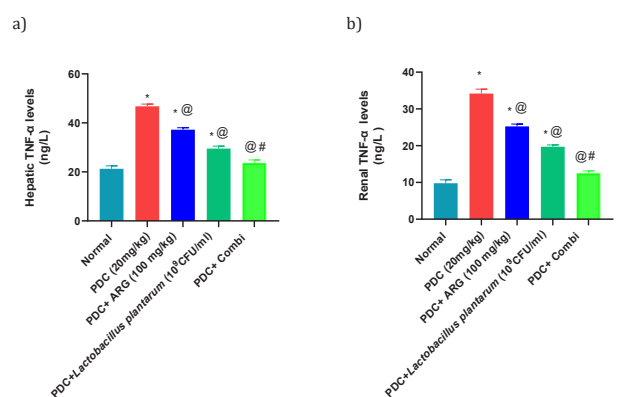 a)
Hepatic TNF-α levels
(ng/L)
60
40
20
0
*
* @
* @
@ #
Normal
PDC (20mg/kg)
PDC+ ARG (100 mg/kg)
PDC+Lactobacillus plantarum (10⁹CFU/ml)
PDC+ Combi
b)
Renal TNF-α levels
(ng/L )
40
30
20
10
0
*
* @
* @
@ #
Normal
PDC (20mg/kg)
PDC+ ARG (100 mg/kg)
PDC+Lactobacillus plantarum (10⁹CFU/ml)
PDC+ Combi